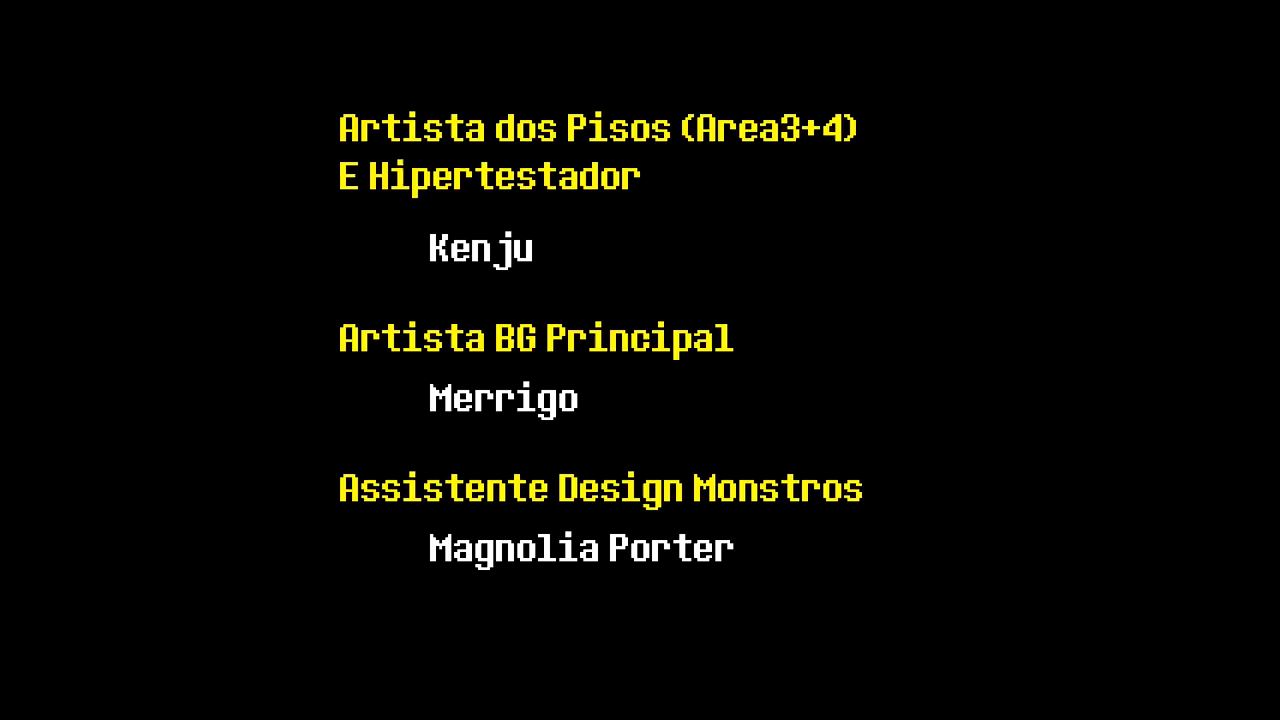 Artista dos Pisos (Area3+4)
E Hipertestador
Kenju
Artista BG Principal
Merrigo
Assistente Design Monstros
Magnolia Porter